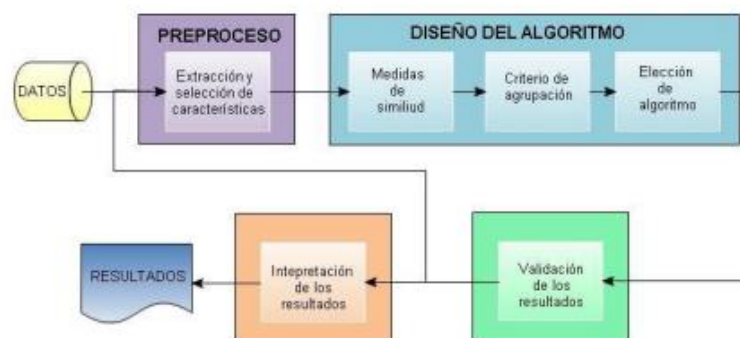 PREPROCESO
DISEÑO DEL ALGORITMO
DATOS
Extracción y
selección de
características
Medidas
de
similiud
Criterio de
agrupación
Elección
de
algoritmo
RESULTADOS
Intepretación
de los
resultados
Validación
de los
resultados